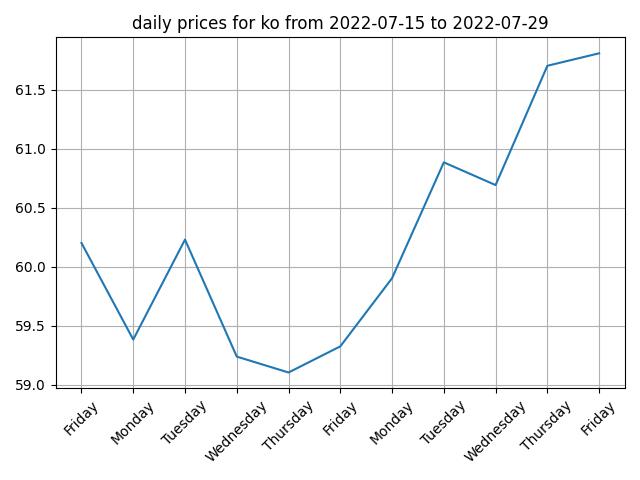 daily prices for ko from 2022-07-15 to 2022-07-29
61.5
61.0
60.5
60.0
59.5
59.0
Friday
Monday
Tuesday
Wednesday
Thursday
Friday
Monday
Tuesday
Wednesday
Thursday
Friday